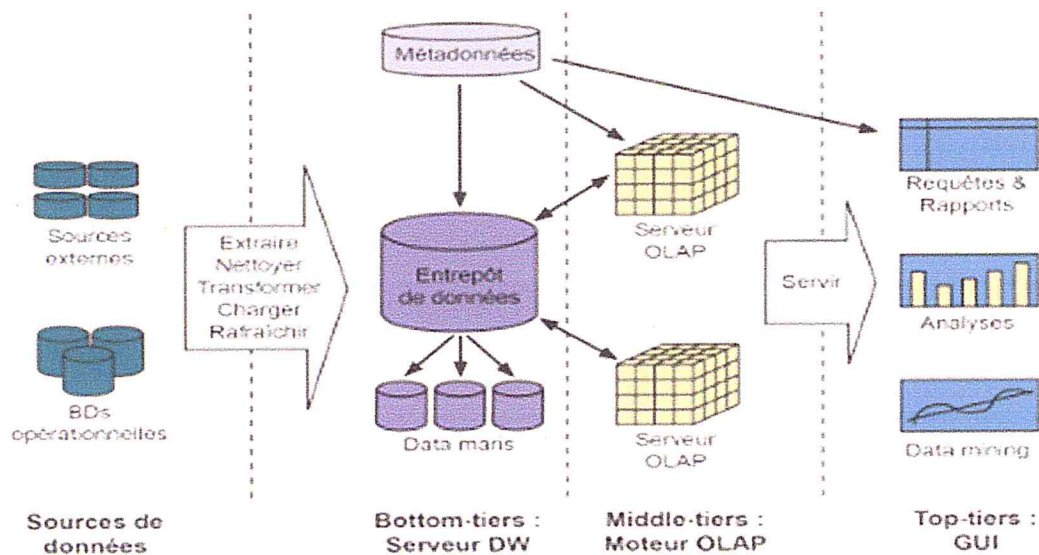 Métadonnées
Sources
externes
BDs
opérationnelles
Extraire
Nettoyer
Transformer
Charger
Rafraîchir
Entrepôt
de données
Data marts
Serveur
OLAP
Serveur
OLAP
Servir
Requêtes &
Rapports
Analyses
Data mining
Sources de
données
Bottom-tiers :
Serveur DW
Middle-tiers :
Moteur OLAP
Top-tiers :
GUI